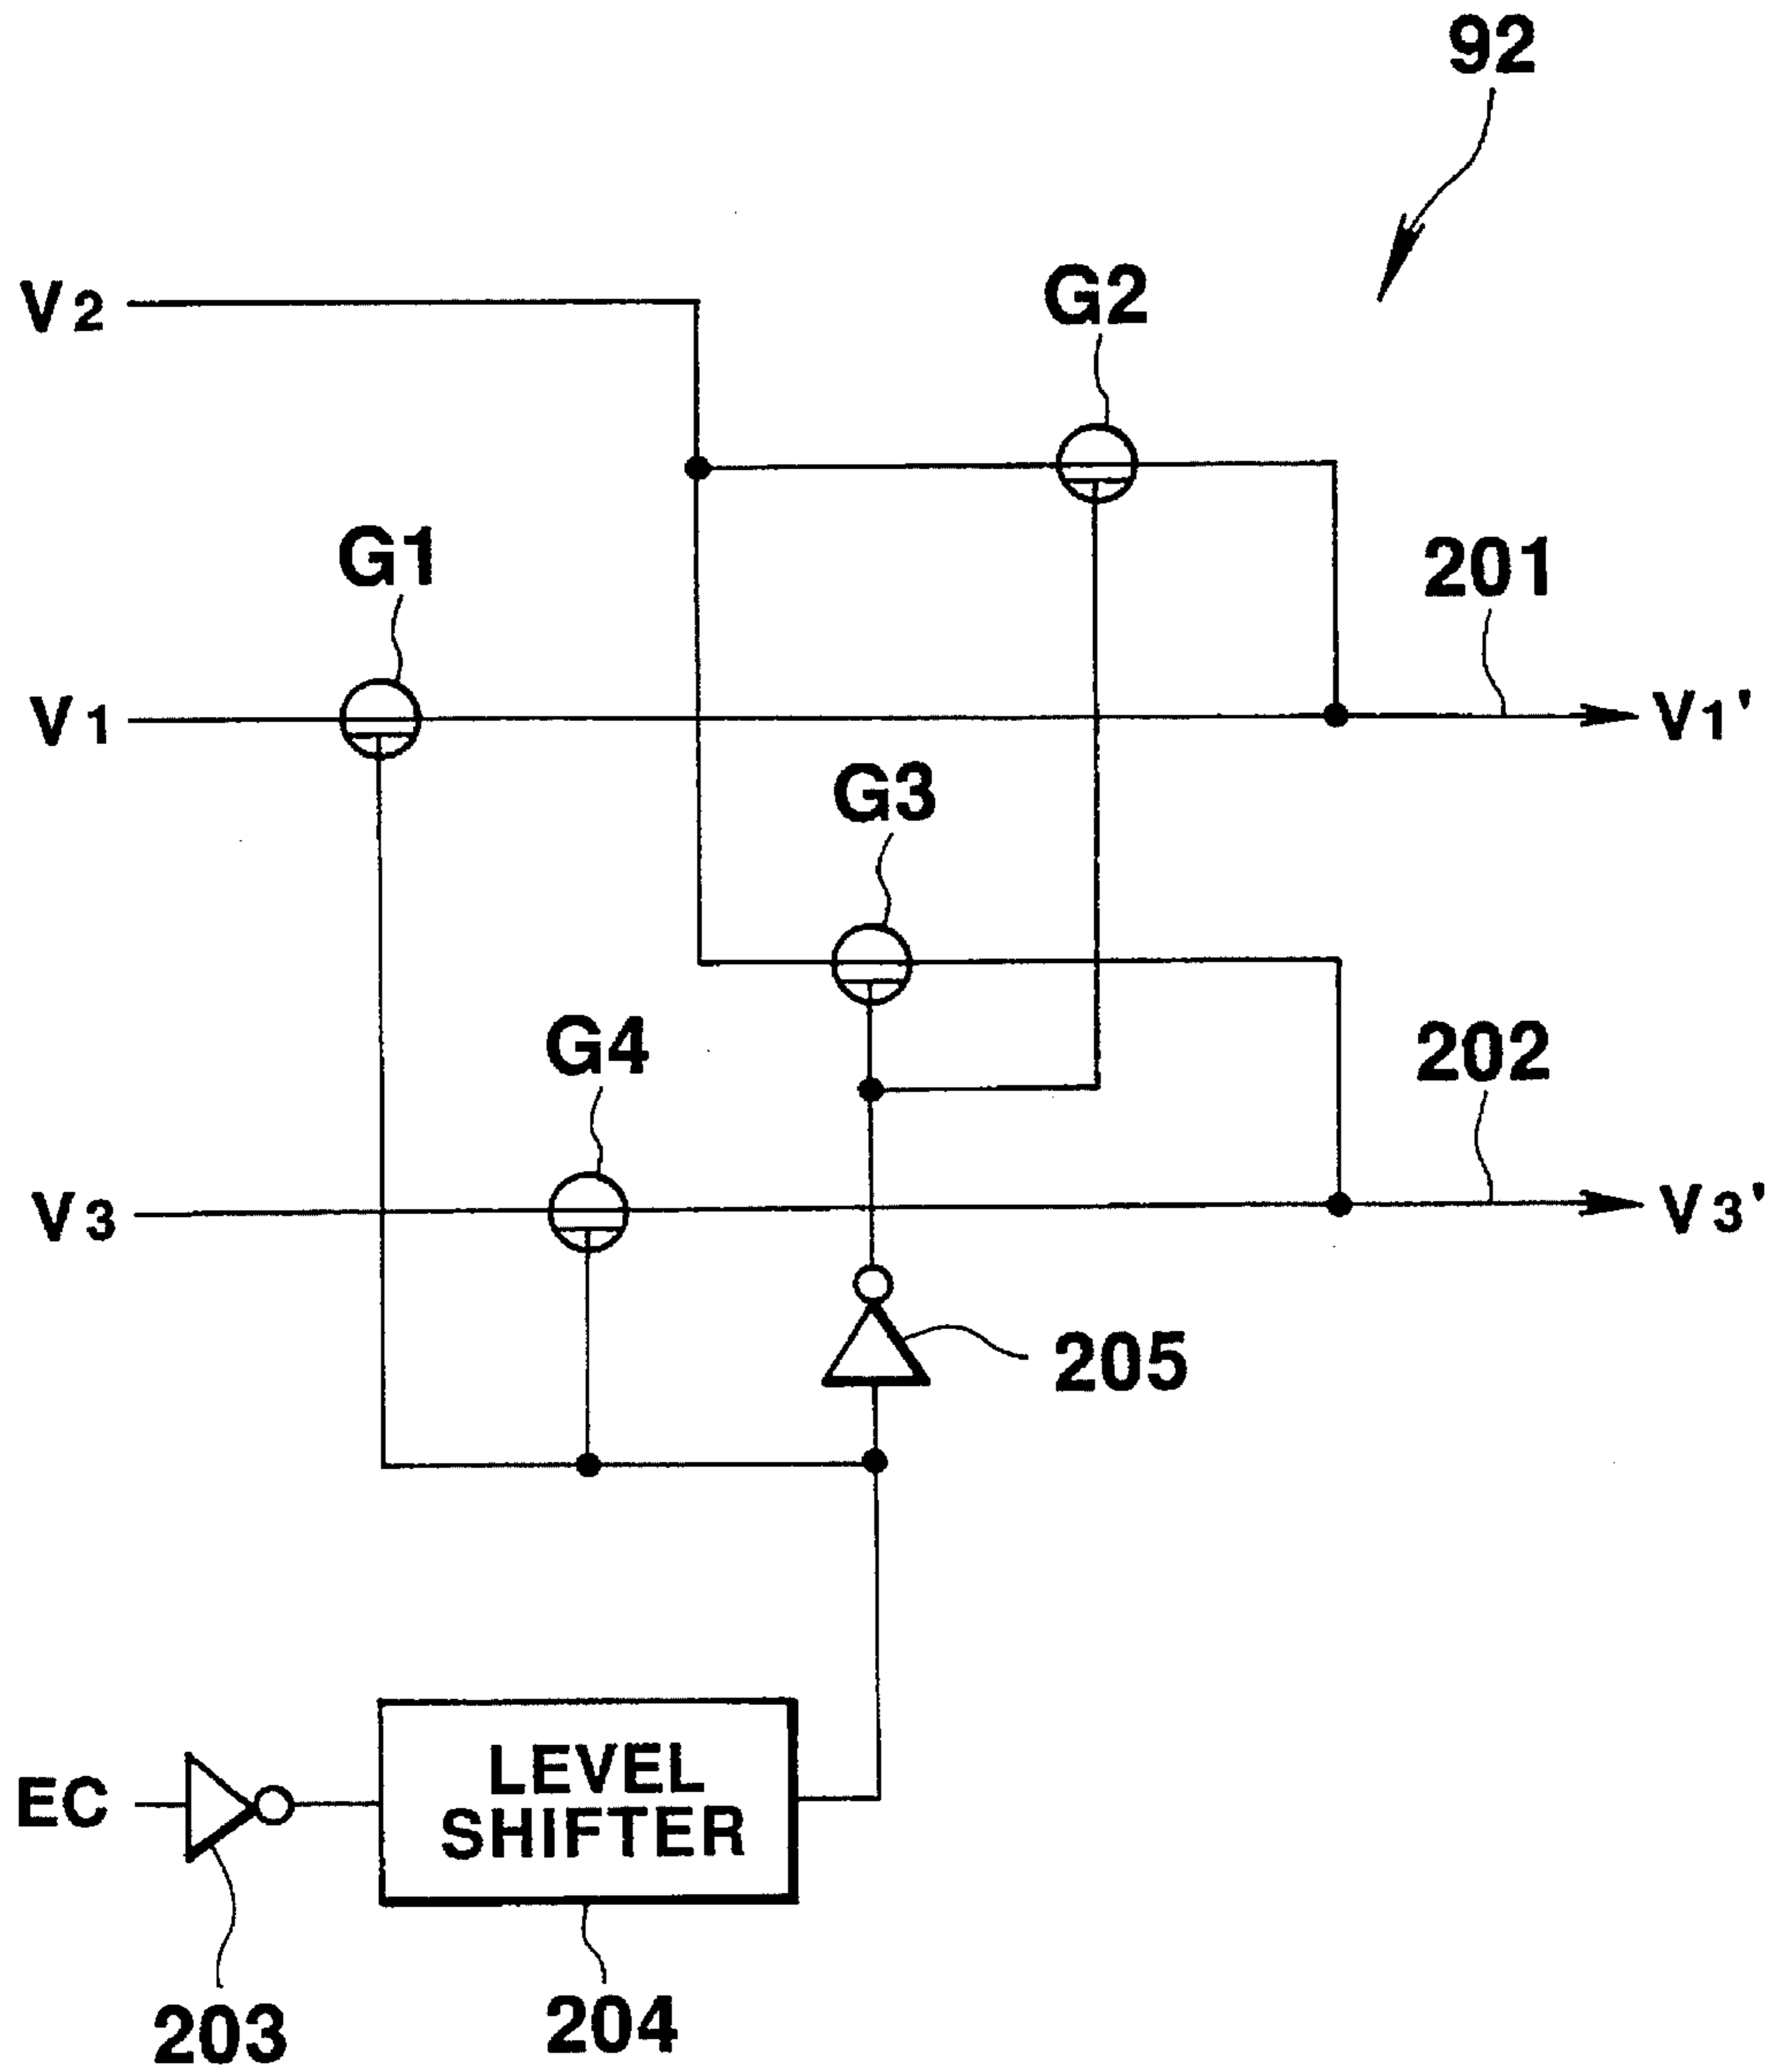 92
V2
G2
G1
201
V1
V1'
G3
G4
202
V3
V3'
205
EC
LEVEL
SHIFTER
203
204